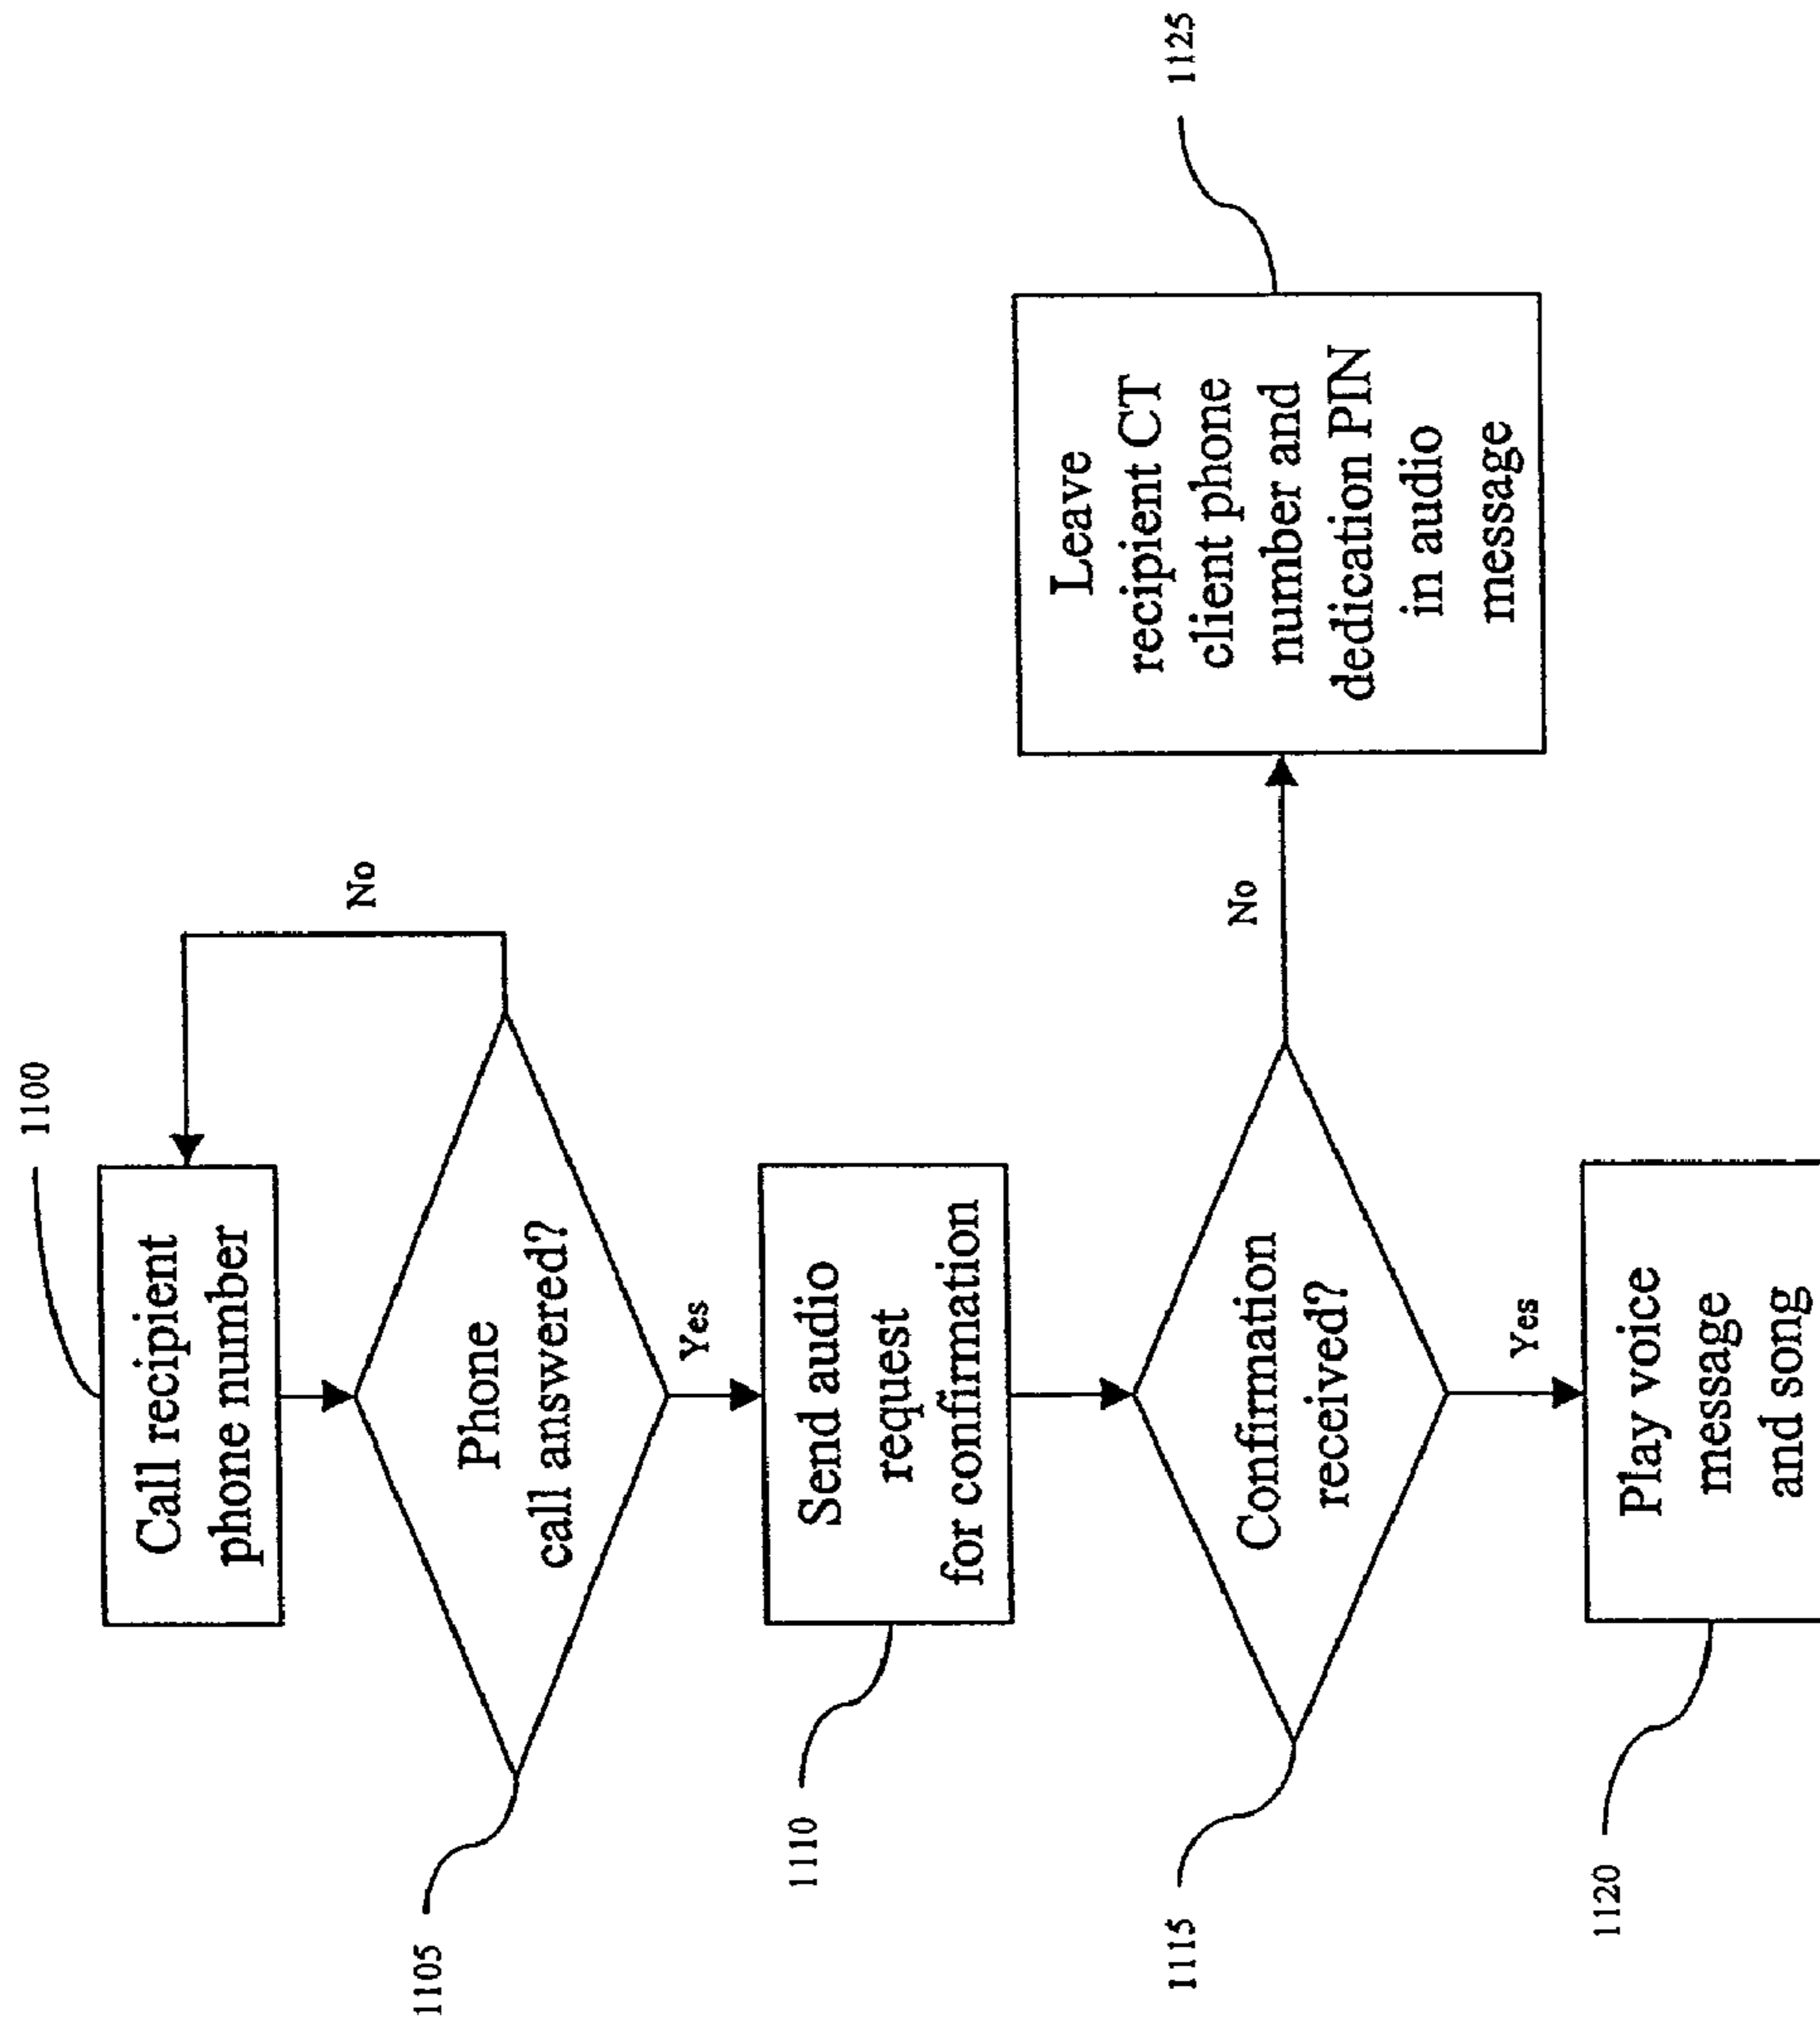 1100
Call recipient
phone number
No
Phone
call answered?
1105
Yes
Send audio
request
for confirmation
1110
Confirmation
received?
1115
No
Leave
recipient CT
client phone
number and
dedication PIN
in audio
message
1125
Yes
Play voice
message
and song
1120